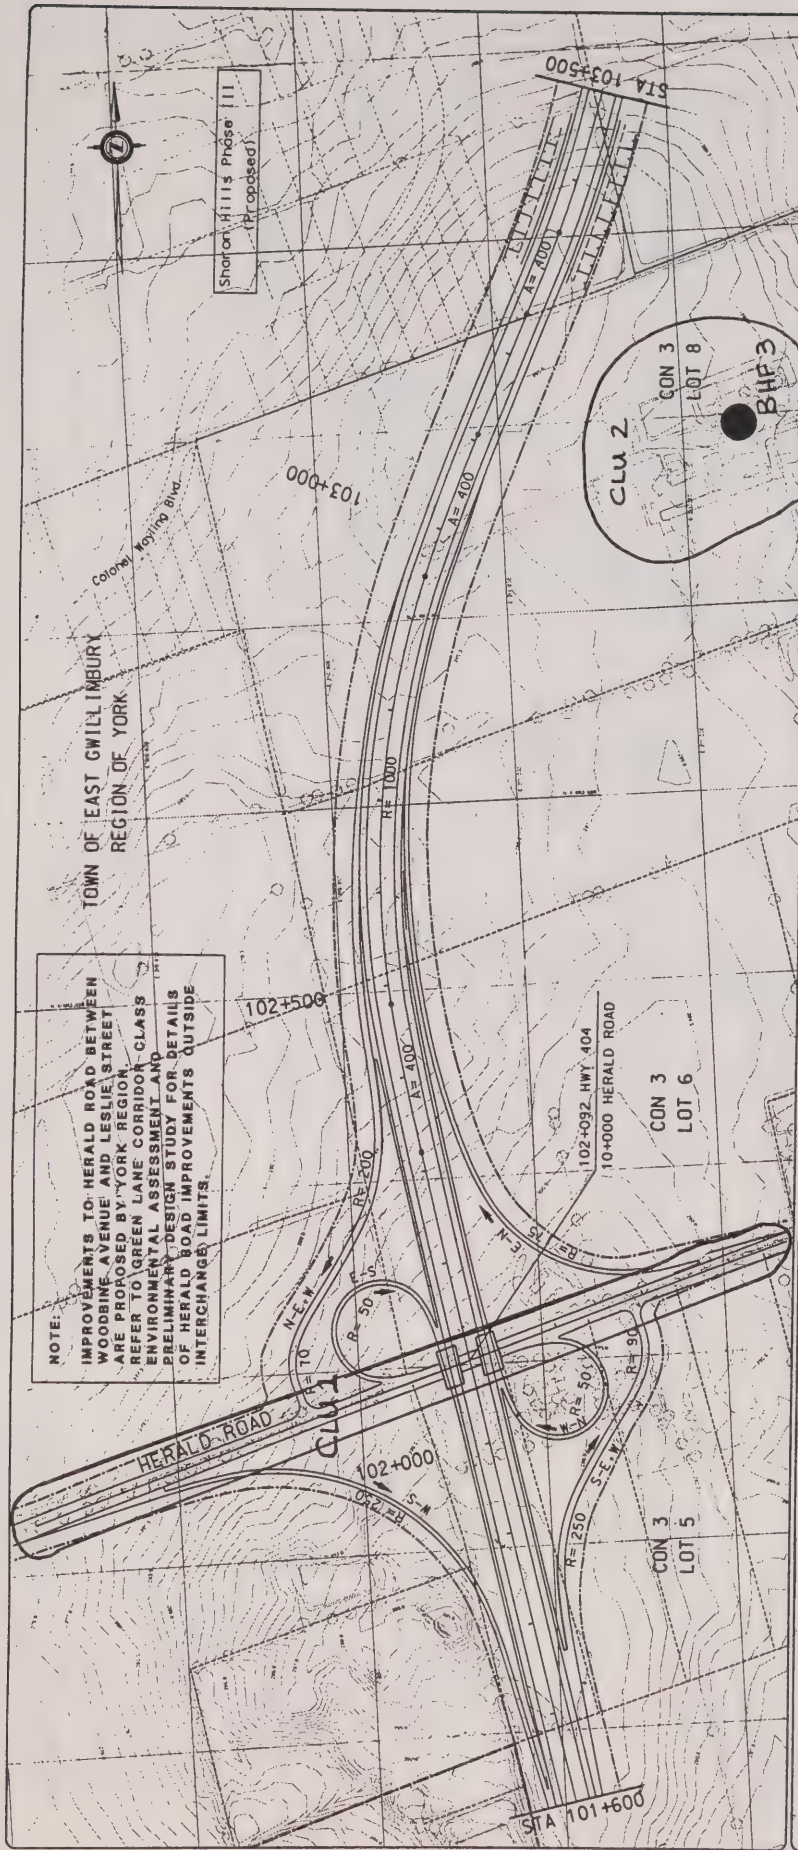 STA 103+500
N
Sharon Hills Phase III
(Proposed)
A= 400
CLU 2
CON 3
LOT 8
BHF 3
103+000
Colonel Wayling Blvd.
A= 400
TOWN OF EAST GWILLIMBURY
REGION OF YORK
R= 1000
NOTE:
IMPROVEMENTS TO HERALD ROAD BETWEEN
WOODBINE AVENUE AND LESLIE STREET
ARE PROPOSED BY YORK REGION.
REFER TO GREEN LANE CORRIDOR CLASS
ENVIRONMENTAL ASSESSMENT AND
PRELIMINARY DESIGN STUDY FOR DETAILS
OF HERALD ROAD IMPROVEMENTS OUTSIDE
INTERCHANGE LIMITS.
102+500
A= 400
R= 200
102+092 HWY 404
10+000 HERALD ROAD
CON 3
LOT 6
N-E.W
E-S
R= 50
E-N
R= 70
CLU 1
HERALD ROAD
R= 90
R= 50
W-N
S-E.W
102+000
W-S
R=230
R= 250
CON 3
LOT 5
STA 101+600